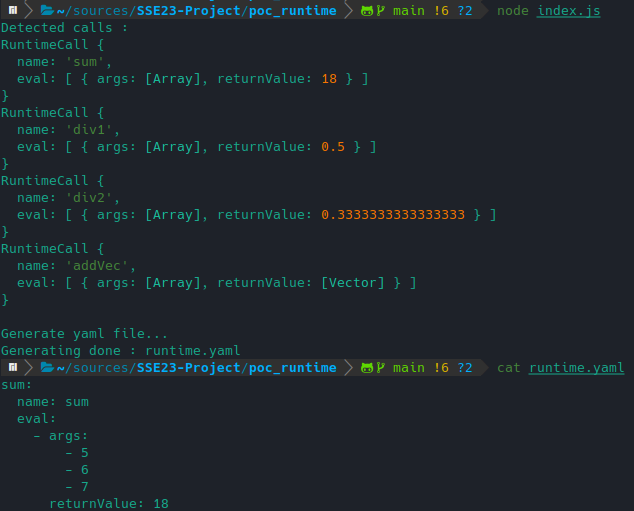 ~/sources/SSE23-Project/poc_runtime main !6 ?2 node index.js
Detected calls :
RuntimeCall {
  name: 'sum',
  eval: [ { args: [Array], returnValue: 18 } ]
}
RuntimeCall {
  name: 'div1',
  eval: [ { args: [Array], returnValue: 0.5 } ]
}
RuntimeCall {
  name: 'div2',
  eval: [ { args: [Array], returnValue: 0.3333333333333333 } ]
}
RuntimeCall {
  name: 'addVec',
  eval: [ { args: [Array], returnValue: [Vector] } ]
}

Generate yaml file...
Generating done : runtime.yaml
~/sources/SSE23-Project/poc_runtime main !6 ?2 cat runtime.yaml
sum:
  name: sum
  eval:
    - args:
        - 5
        - 6
        - 7
      returnValue: 18